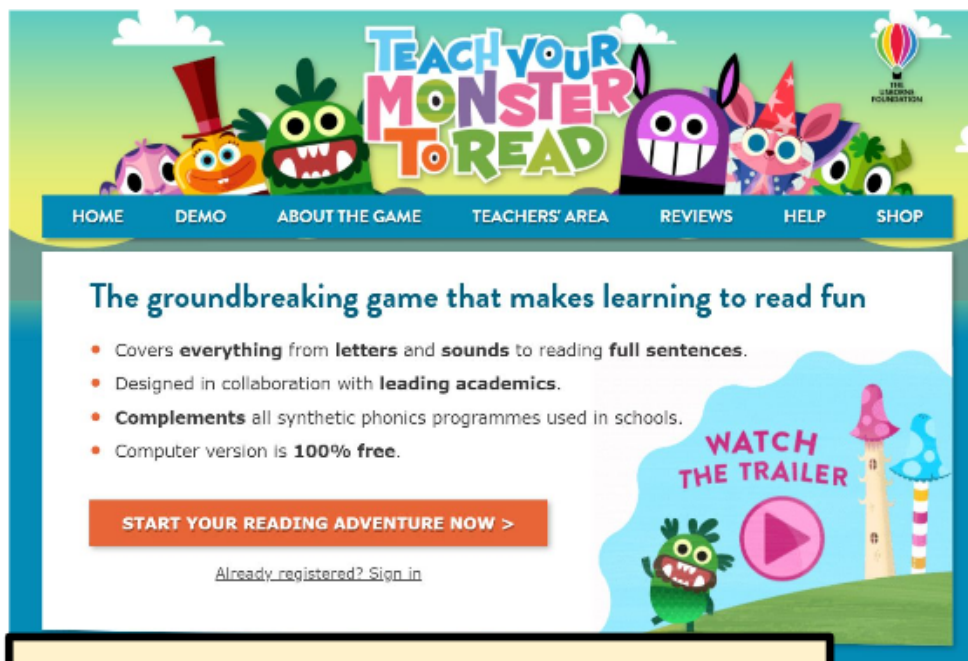 TEACH YOUR
MONSTER
TO READ
THE
USBORNE
FOUNDATION
HOME DEMO ABOUT THE GAME TEACHERS' AREA REVIEWS HELP SHOP
The groundbreaking game that makes learning to read fun
• Covers everything from letters and sounds to reading full sentences.
• Designed in collaboration with leading academics.
• Complements all synthetic phonics programmes used in schools.
• Computer version is 100% free.
WATCH
THE TRAILER
START YOUR READING ADVENTURE NOW >
Already registered? Sign in